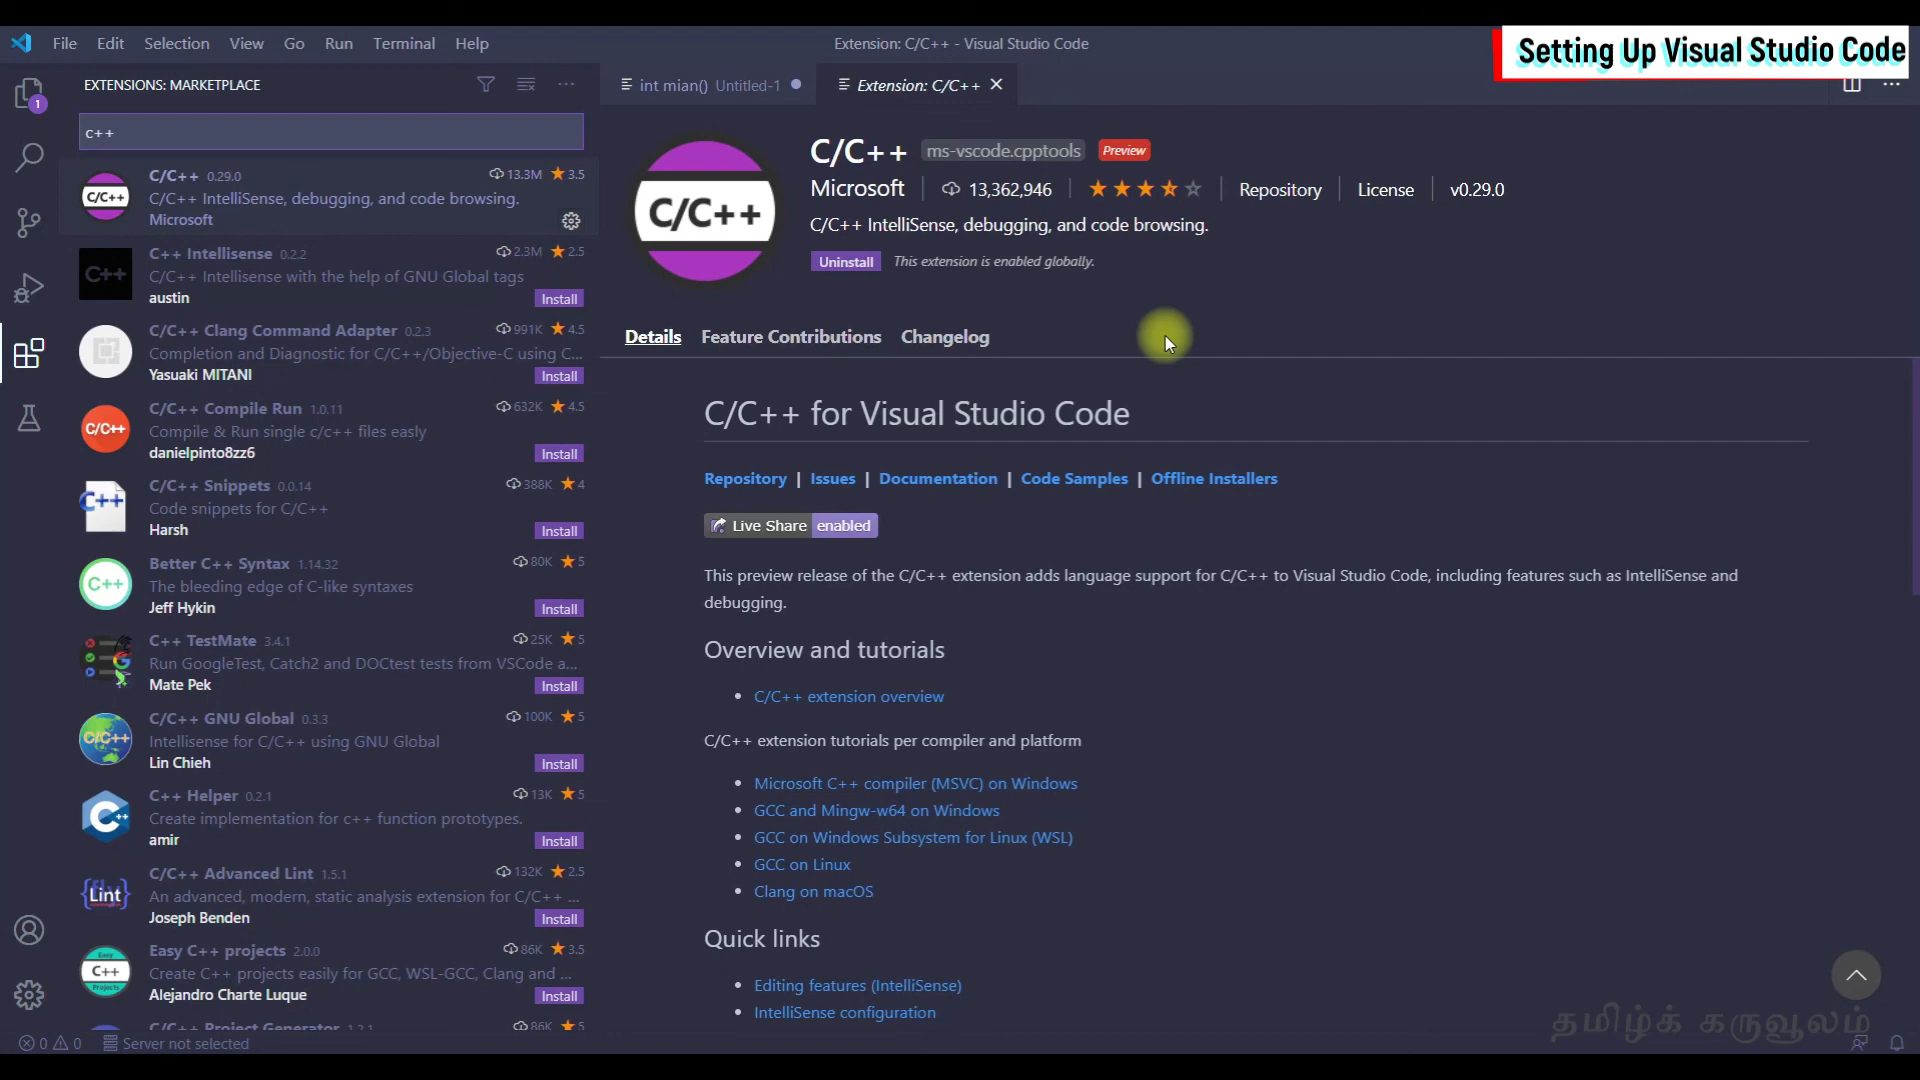 File Edit Selection View Go Run Terminal Help
Extension: C/C++ - Visual Studio Code
Setting Up Visual Studio Code
EXTENSIONS: MARKETPLACE
int mian() Untitled-1
Extension: C/C++
1
c++
C/C++ 0.29.0 13.3M 3.5
C/C++ IntelliSense, debugging, and code browsing.
Microsoft
C/C++
C++ Intellisense 0.2.2 2.3M 2.5
C/C++ Intellisense with the help of GNU Global tags
austin Install
C++
C/C++ Clang Command Adapter 0.2.3 991K 4.5
Completion and Diagnostic for C/C++/Objective-C using C...
Yasuaki MITANI Install
C/C++ Compile Run 1.0.11 632K 4.5
Compile & Run single c/c++ files easly
danielpinto8zz6 Install
C/C++
C/C++ Snippets 0.0.14 388K 4
Code snippets for C/C++
Harsh Install
C++
Better C++ Syntax 1.14.32 80K 5
The bleeding edge of C-like syntaxes
Jeff Hykin Install
C++
C++ TestMate 3.4.1 25K 5
Run GoogleTest, Catch2 and DOCtest tests from VSCode a...
Mate Pek Install
C/C++ GNU Global 0.3.3 100K 5
Intellisense for C/C++ using GNU Global
Lin Chieh Install
C/C++
C++ Helper 0.2.1 13K 5
Create implementation for c++ function prototypes.
amir Install
C++
C/C++ Advanced Lint 1.5.1 132K 2.5
An advanced, modern, static analysis extension for C/C++ ...
Joseph Benden Install
Lint
Easy C++ projects 2.0.0 86K 3.5
Create C++ projects easily for GCC, WSL-GCC, Clang and ...
Alejandro Charte Luque Install
Easy
C++
Projects
C/C++ Project Generator 1.2.1 86K 5
C/C++
C/C++ ms-vscode.cpptools Preview
Microsoft 13,362,946 Repository License v0.29.0
C/C++ IntelliSense, debugging, and code browsing.
Uninstall This extension is enabled globally.
Details Feature Contributions Changelog
C/C++ for Visual Studio Code
Repository | Issues | Documentation | Code Samples | Offline Installers
Live Share enabled
This preview release of the C/C++ extension adds language support for C/C++ to Visual Studio Code, including features such as IntelliSense and
debugging.
Overview and tutorials
C/C++ extension overview
C/C++ extension tutorials per compiler and platform
Microsoft C++ compiler (MSVC) on Windows
GCC and Mingw-w64 on Windows
GCC on Windows Subsystem for Linux (WSL)
GCC on Linux
Clang on macOS
Quick links
Editing features (IntelliSense)
IntelliSense configuration
தமிழ்க் கருவூலம்
0 0 Server not selected